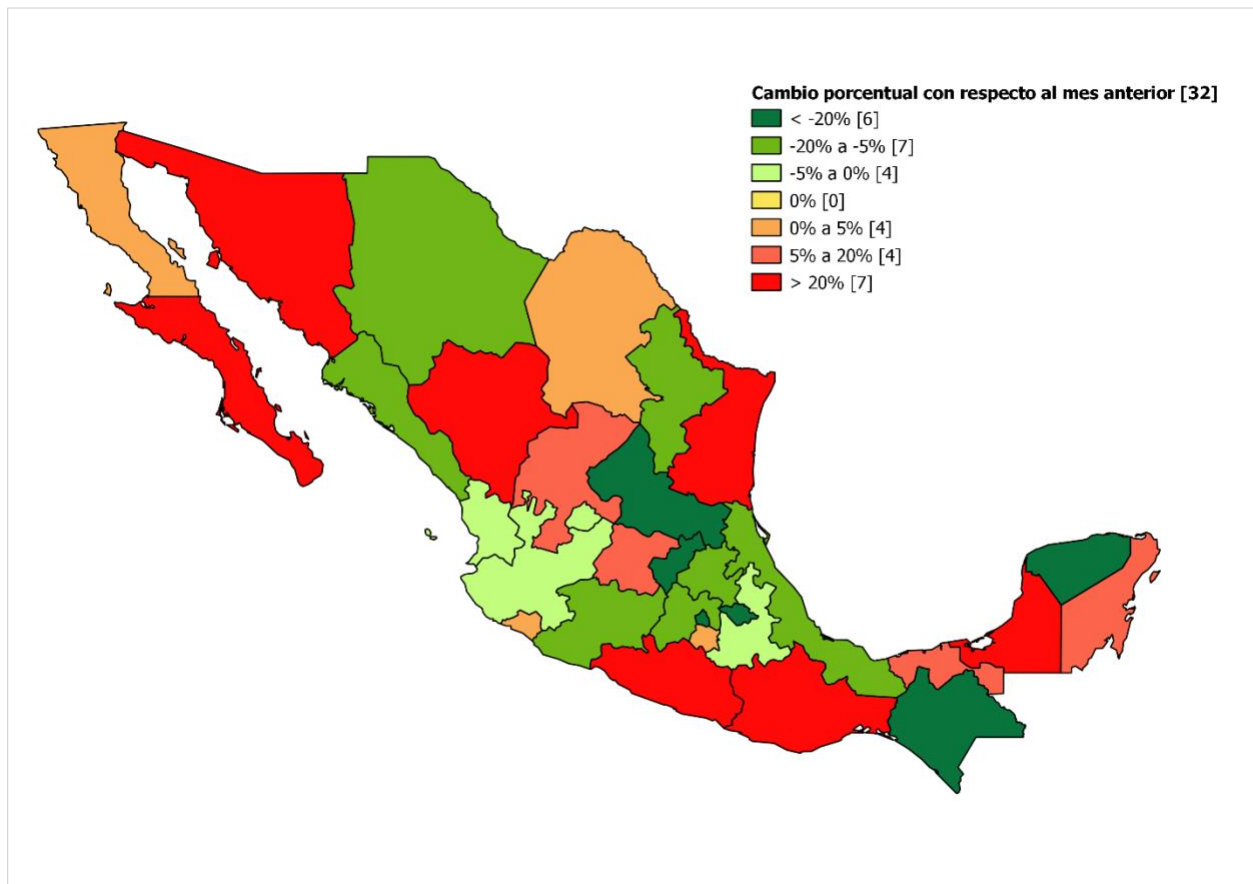 Cambio porcentual con respecto al mes anterior [32]
< -20% [6]
-20% a -5% [7]
-5% a 0% [4]
0% [0]
0% a 5% [4]
5% a 20% [4]
> 20% [7]